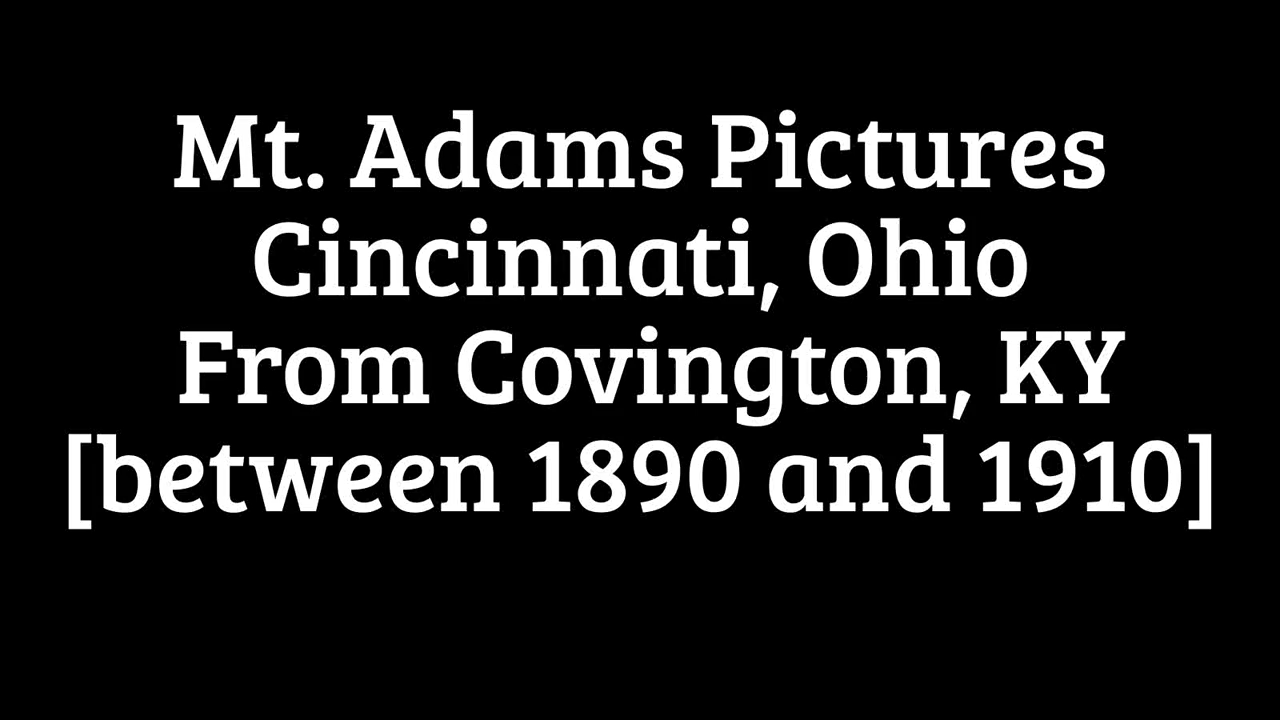 Mt. Adams Pictures
Cincinnati, Ohio
From Covington, KY
[between 1890 and 1910]